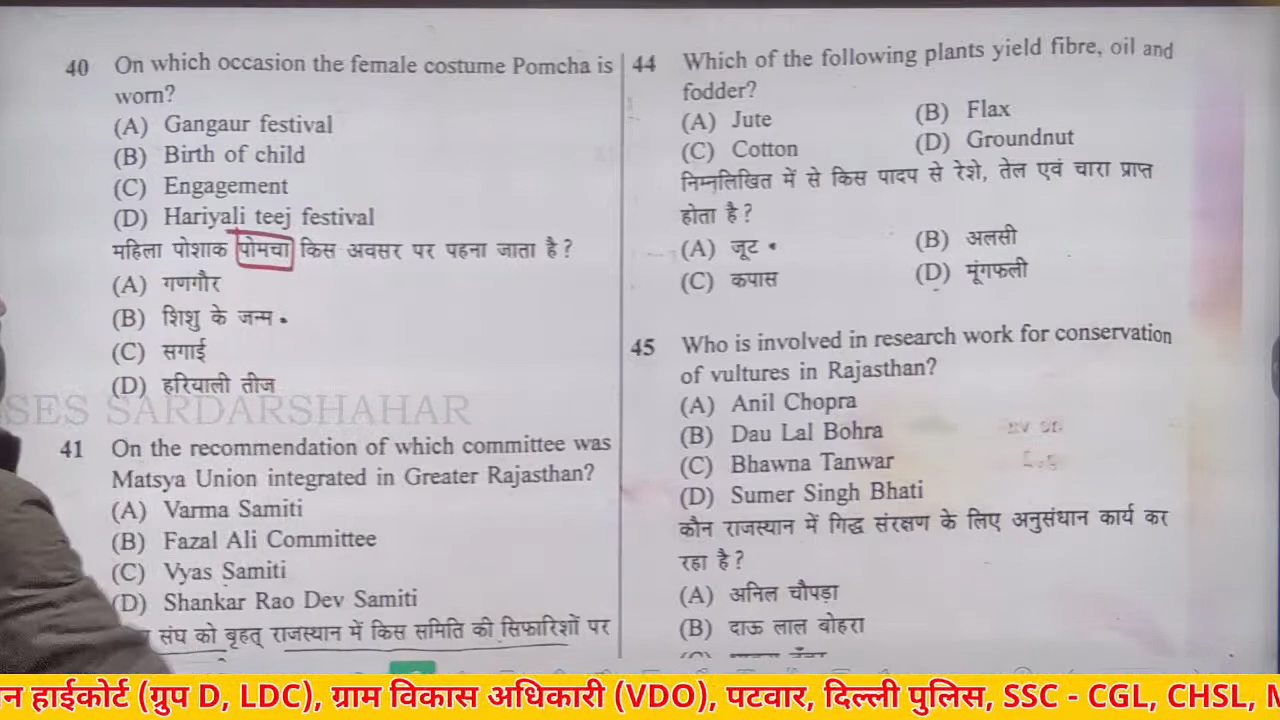 40 On which occasion the female costume Pomcha is
worn?
(A) Gangaur festival
(B) Birth of child
(C) Engagement
(D) Hariyali teej festival
महिला पोशाक पोमचा किस अवसर पर पहना जाता है ?
(A) गणगौर
(B) शिशु के जन्म
(C) सगाई
(D) हरियाली तीज
SES SARDARSHAHAR
41 On the recommendation of which committee was
Matsya Union integrated in Greater Rajasthan?
(A) Varma Samiti
(B) Fazal Ali Committee
(C) Vyas Samiti
(D) Shankar Rao Dev Samiti
संघ को बृहत् राजस्थान में किस समिति की सिफारिशों पर
44 Which of the following plants yield fibre, oil and
fodder?
(A) Jute (B) Flax
(C) Cotton (D) Groundnut
निम्नलिखित में से किस पादप से रेशे, तेल एवं चारा प्राप्त
होता है ?
(A) जूट (B) अलसी
(C) कपास (D) मूंगफली
45 Who is involved in research work for conservation
of vultures in Rajasthan?
(A) Anil Chopra
(B) Dau Lal Bohra
(C) Bhawna Tanwar
(D) Sumer Singh Bhati
कौन राजस्थान में गिद्ध संरक्षण के लिए अनुसंधान कार्य कर
रहा है ?
(A) अनिल चौपड़ा
(B) दाऊ लाल बोहरा
न हाईकोर्ट (ग्रुप D, LDC), ग्राम विकास अधिकारी (VDO), पटवार, दिल्ली पुलिस, SSC - CGL, CHSL,